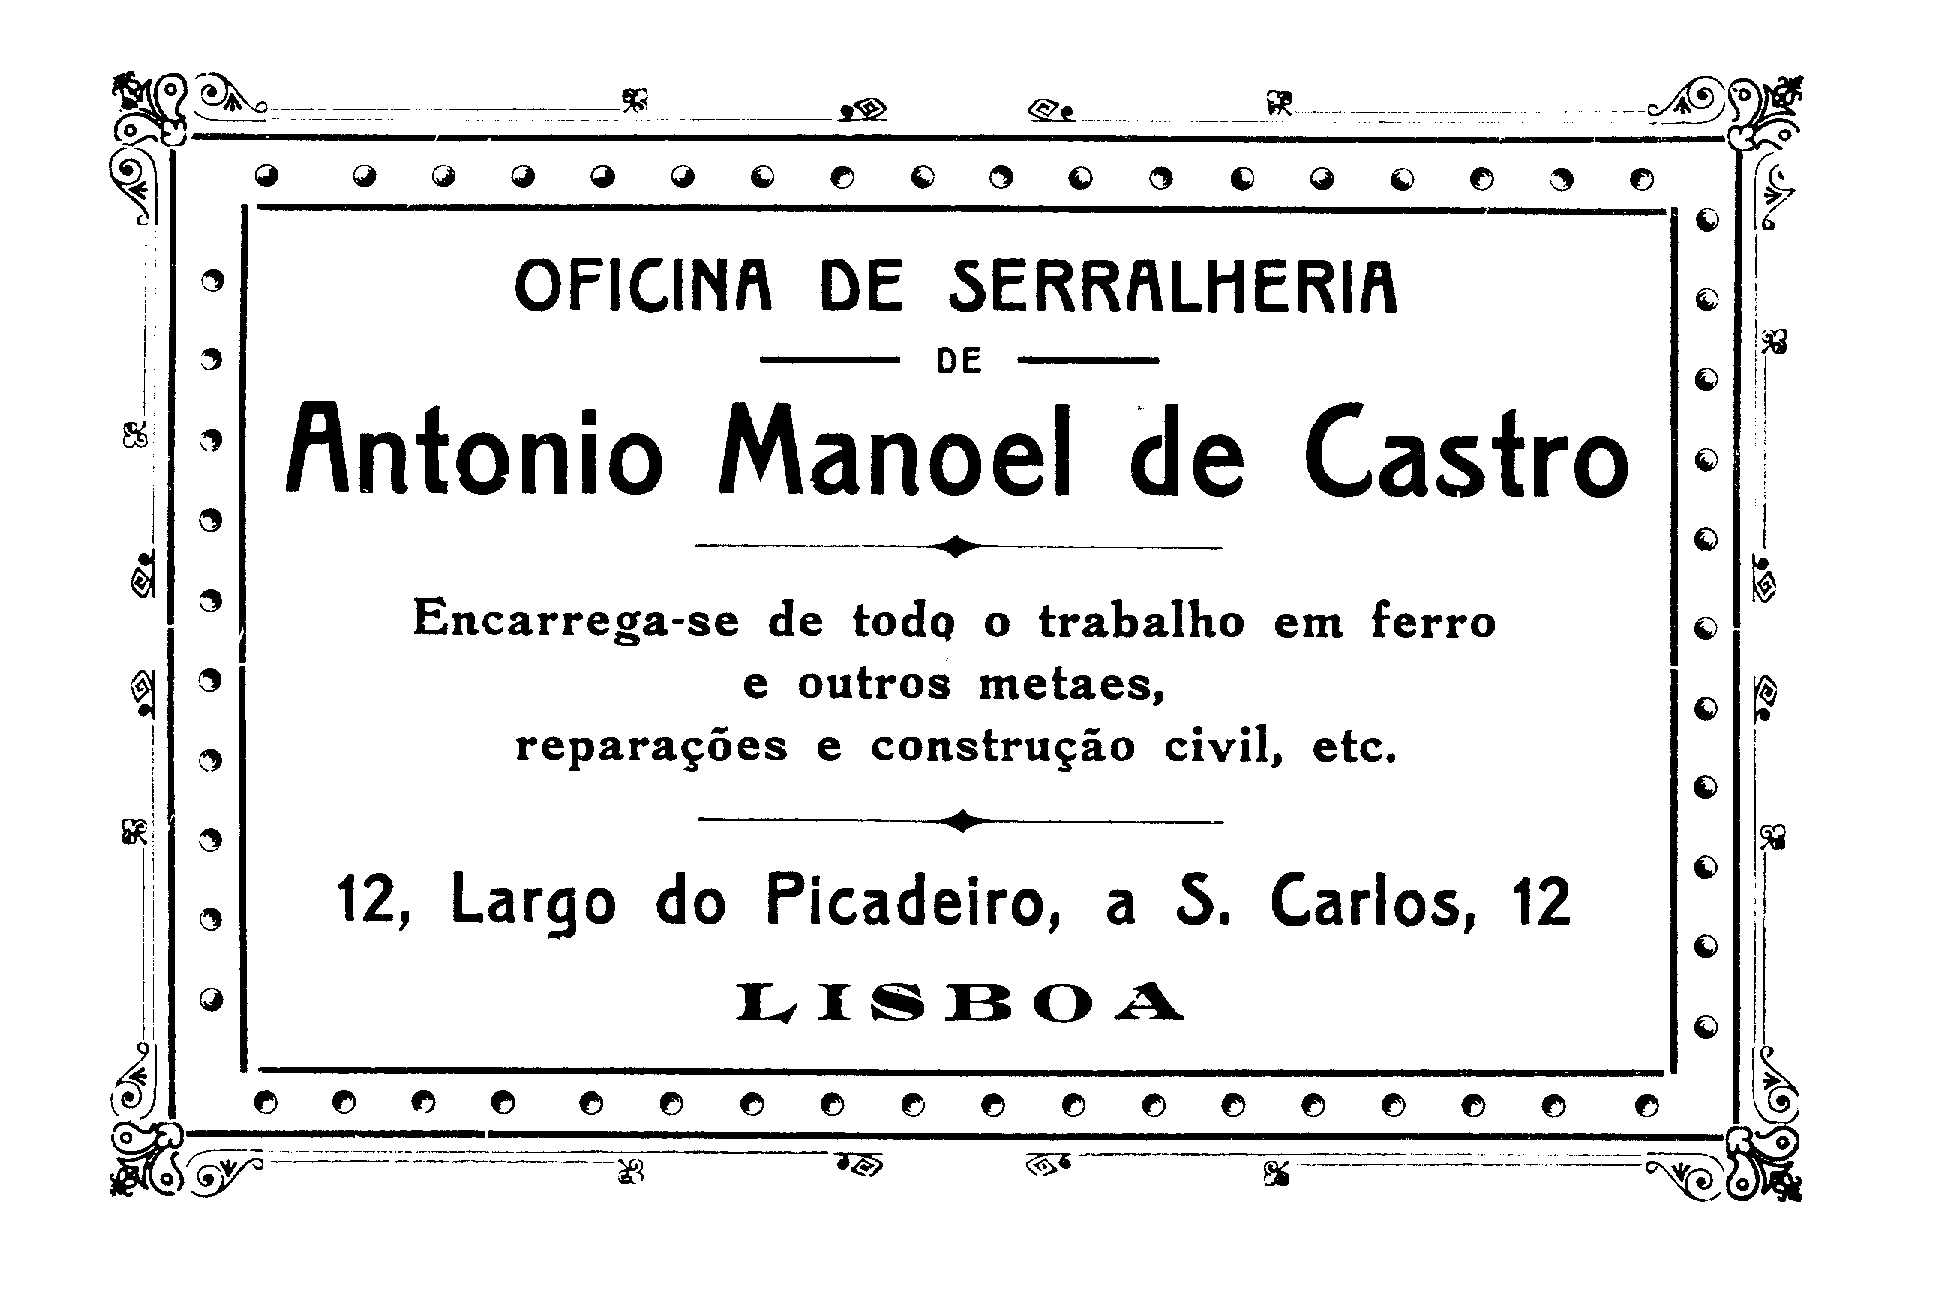 OFICINA DE SERRALHERIA
DE
Antonio Manoel de Castro
Encarrega-se de todo o trabalho em ferro
e outros metaes,
reparações e construção civil, etc.
12, Largo do Picadeiro, a S. Carlos, 12
LISBOA